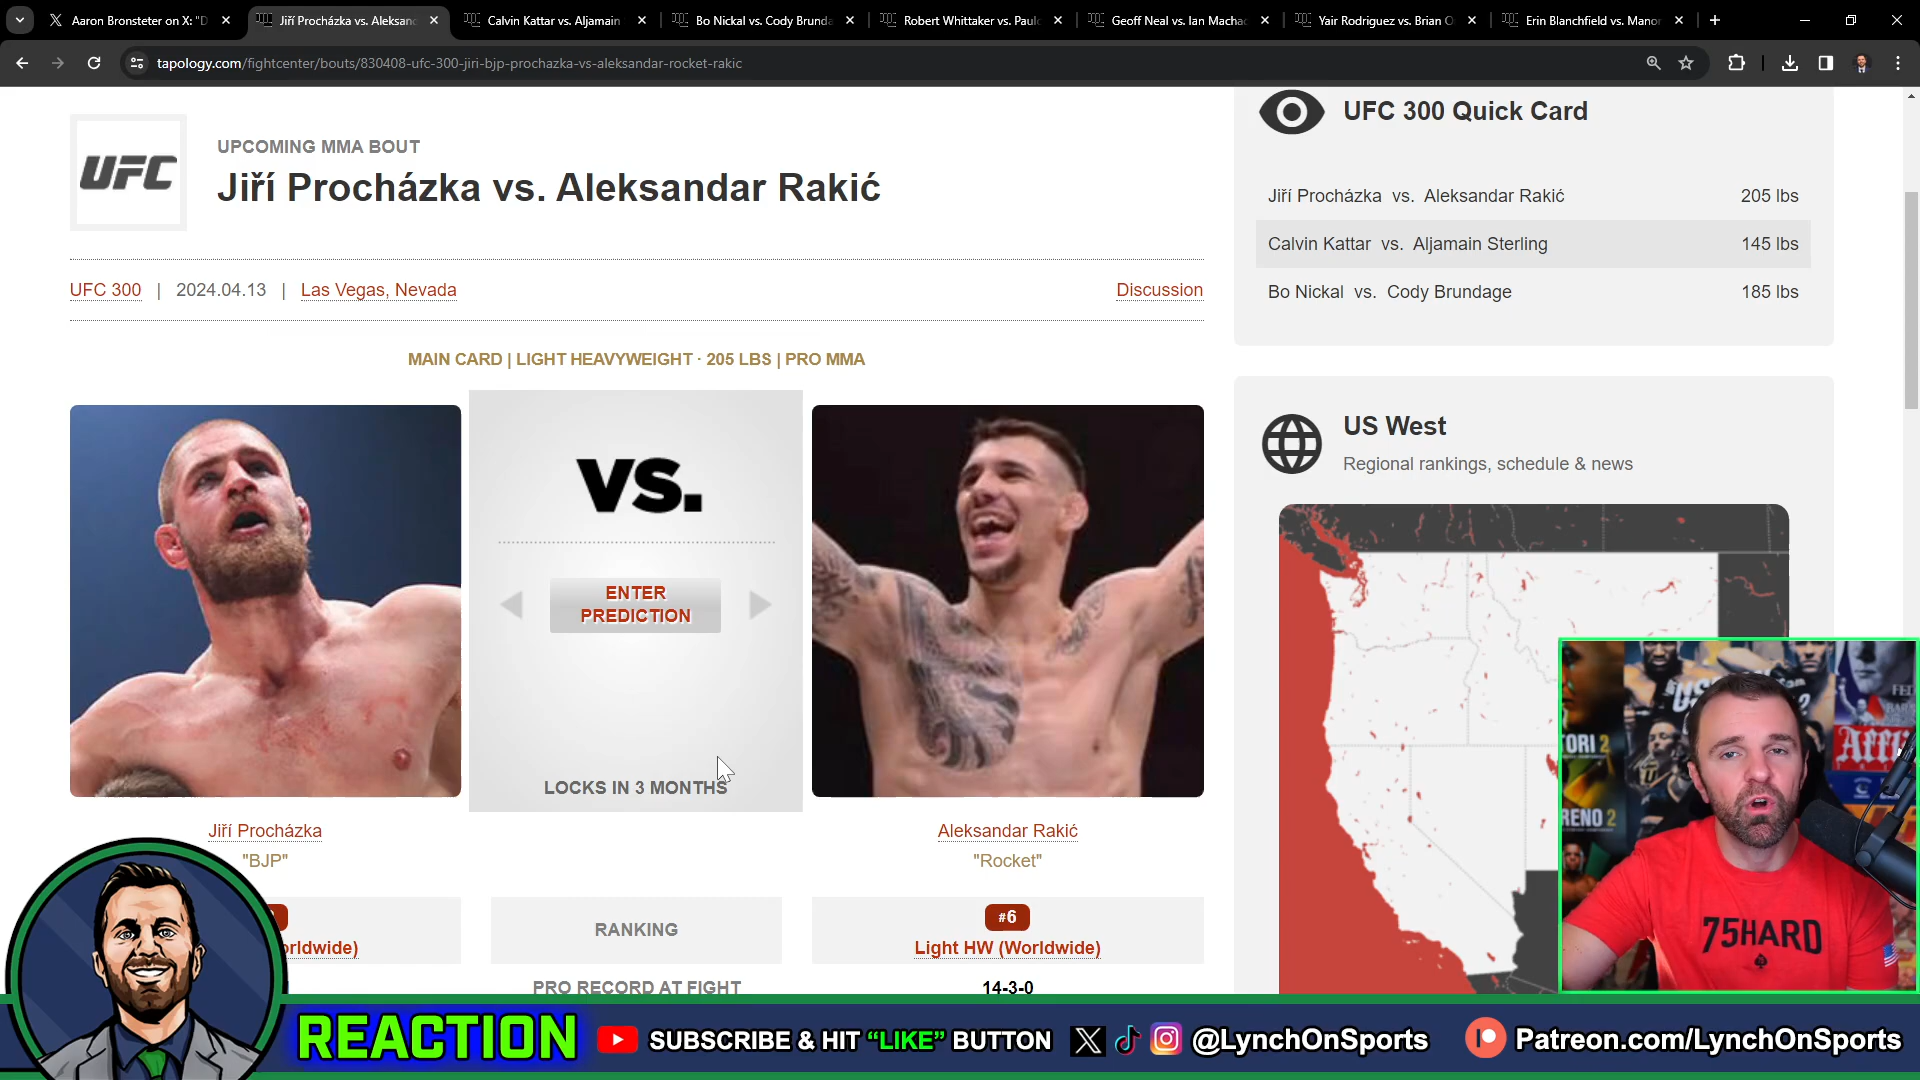 Aaron Bronsteter on X: "D
Jiří Procházka vs. Aleksand
Calvin Kattar vs. Aljamain
Bo Nickal vs. Cody Brunda
Robert Whittaker vs. Paulo
Geoff Neal vs. Ian Machad
Yair Rodriguez vs. Brian O
Erin Blanchfield vs. Manon
tapology.com/fightcenter/bouts/830408-ufc-300-jiri-bjp-prochazka-vs-aleksandar-rocket-rakic
UFC
UPCOMING MMA BOUT
Jiří Procházka vs. Aleksandar Rakić
UFC 300 | 2024.04.13 | Las Vegas, Nevada
Discussion
MAIN CARD | LIGHT HEAVYWEIGHT · 205 LBS | PRO MMA
VS.
ENTER
PREDICTION
LOCKS IN 3 MONTHS
Jiří Procházka
"BJP"
Aleksandar Rakić
"Rocket"
orldwide)
RANKING
#6
Light HW (Worldwide)
PRO RECORD AT FIGHT
14-3-0
UFC 300 Quick Card
Jiří Procházka vs. Aleksandar Rakić 205 lbs
Calvin Kattar vs. Aljamain Sterling 145 lbs
Bo Nickal vs. Cody Brundage 185 lbs
US West
Regional rankings, schedule & news
TORI 2
RENO 2
AFFLI
75HARD
REACTION
SUBSCRIBE & HIT “LIKE” BUTTON
@LynchOnSports
Patreon.com/LynchOnSports